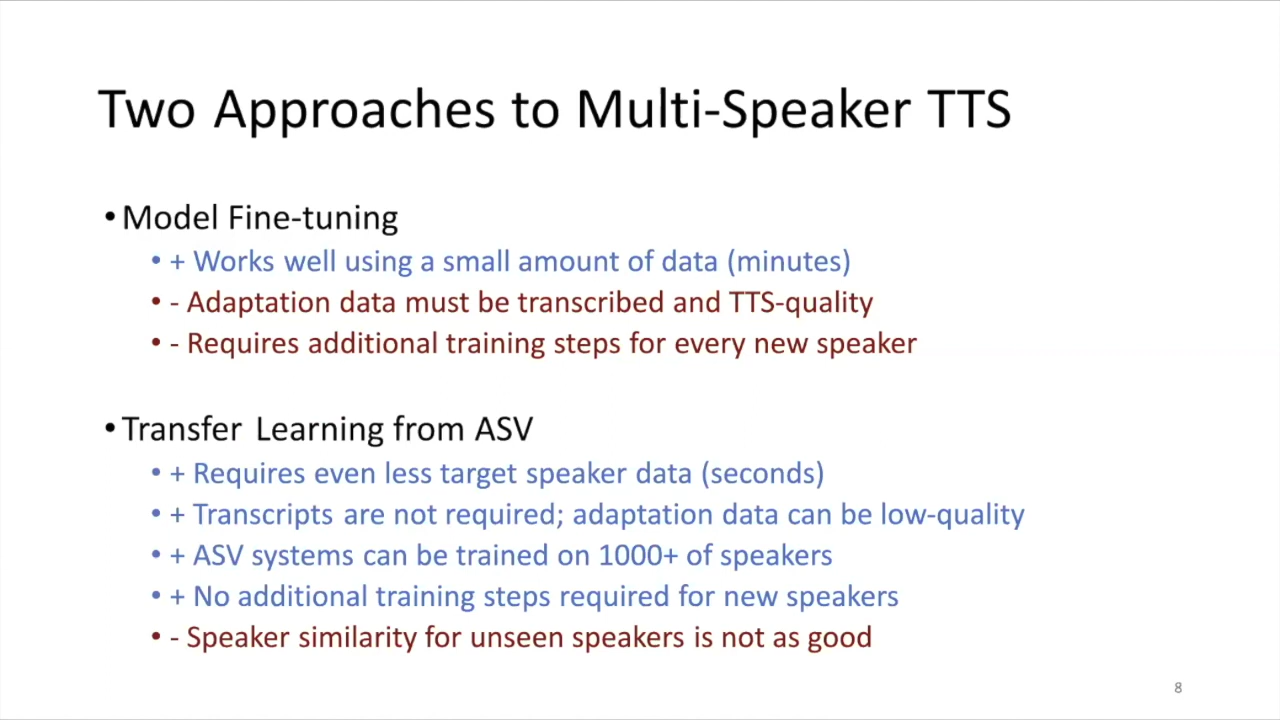 Two Approaches to Multi-Speaker TTS
• Model Fine-tuning
• + Works well using a small amount of data (minutes)
• - Adaptation data must be transcribed and TTS-quality
• - Requires additional training steps for every new speaker
• Transfer Learning from ASV
• + Requires even less target speaker data (seconds)
• + Transcripts are not required; adaptation data can be low-quality
• + ASV systems can be trained on 1000+ of speakers
• + No additional training steps required for new speakers
• - Speaker similarity for unseen speakers is not as good
8